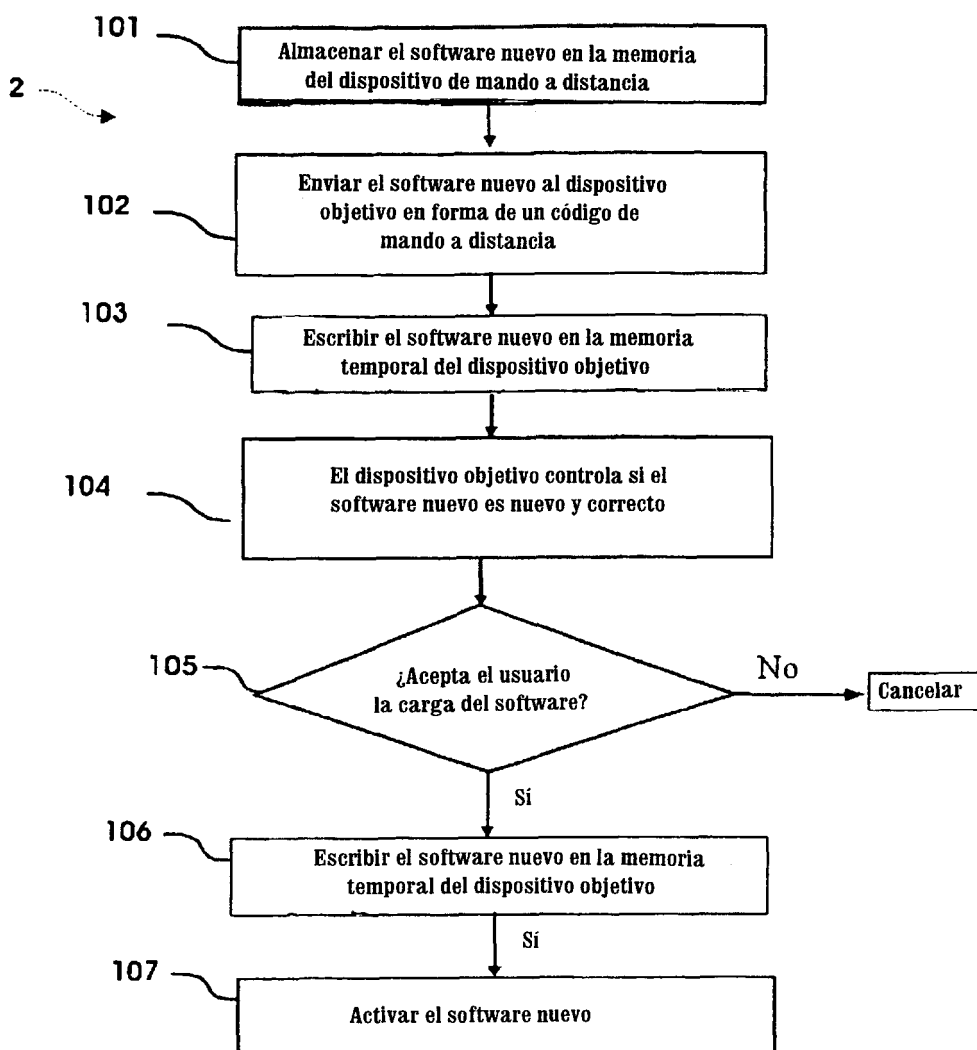 101
Almacenar el software nuevo en la memoria
del dispositivo de mando a distancia
2
102
Enviar el software nuevo al dispositivo
objetivo en forma de un código de
mando a distancia
103
Escribir el software nuevo en la memoria
temporal del dispositivo objetivo
104
El dispositivo objetivo controla si el
software nuevo es nuevo y correcto
105
¿Acepta el usuario
la carga del software?
No
Cancelar
Sí
106
Escribir el software nuevo en la memoria
temporal del dispositivo objetivo
Sí
107
Activar el software nuevo